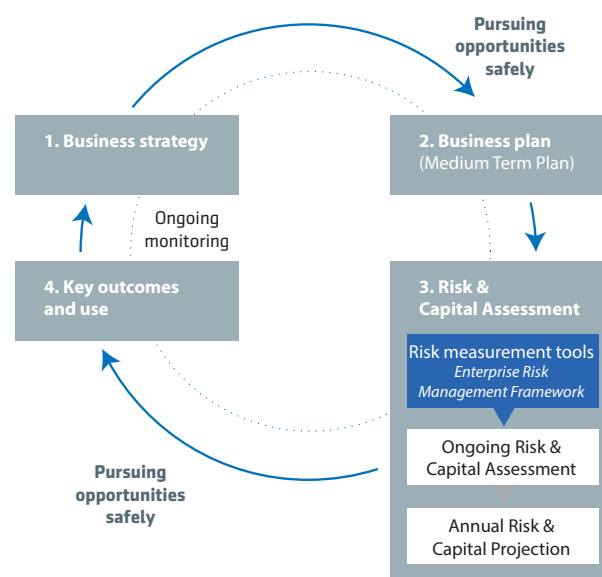 Pursuing
opportunities
safely
1. Business strategy
2. Business plan
(Medium Term Plan)
Ongoing
monitoring
4. Key outcomes
and use
3. Risk &
Capital Assessment
Risk measurement tools
Enterprise Risk
Management Framework
Ongoing Risk &
Capital Assessment
Annual Risk &
Capital Projection
Pursuing
opportunities
safely